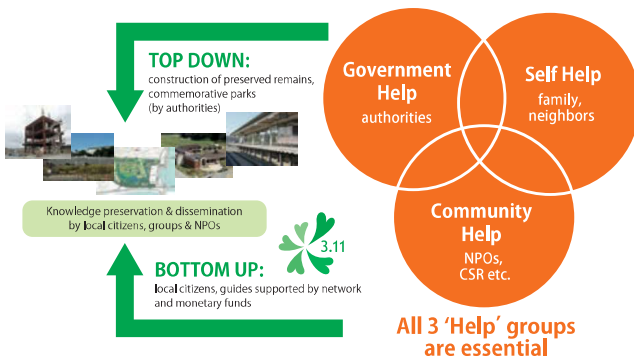 TOP DOWN:
construction of preserved remains,
commemorative parks
(by authorities)
Knowledge preservation & dissemination
by local citizens, groups & NPOs
3.11
BOTTOM UP:
local citizens, guides supported by network
and monetary funds
Government
Help
authorities
Self Help
family,
neighbors
Community
Help
NPOs,
CSR etc.
All 3 ‘Help’ groups
are essential